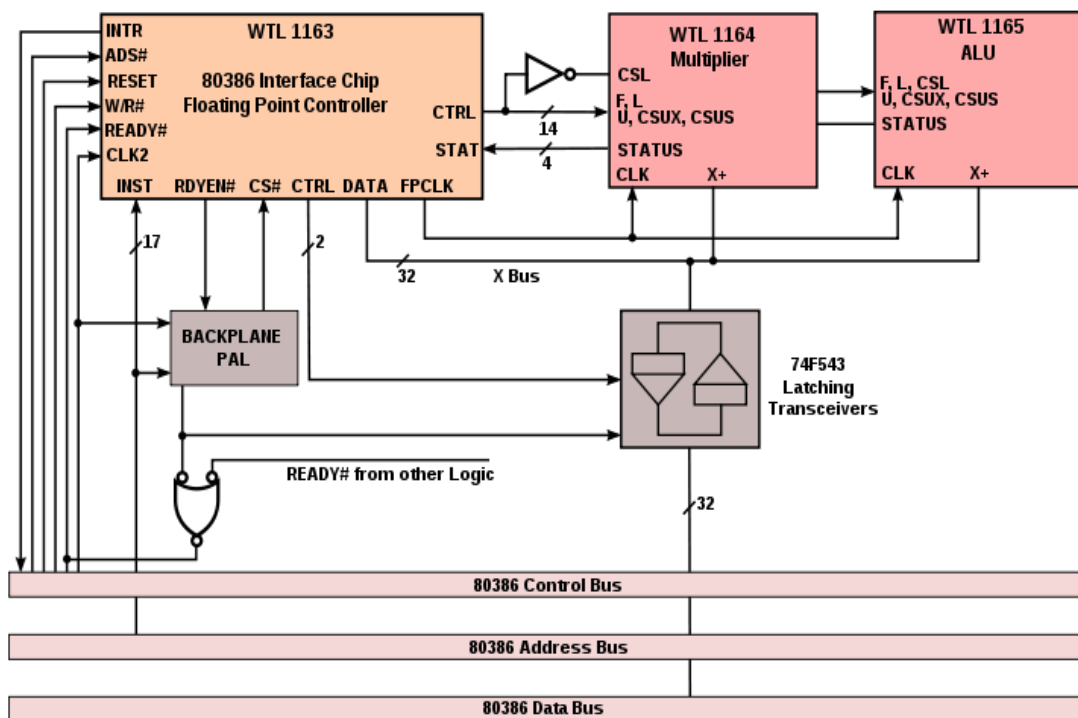 INTR
ADS#
RESET
W/R#
READY#
CLK2
WTL 1163
80386 Interface Chip
Floating Point Controller
CTRL
STAT
INST RDYEN# CS# CTRL DATA FPCLK
WTL 1164
Multiplier
CSL
F, L
U, CSUX, CSUS
STATUS
CLK X+
WTL 1165
ALU
F, L, CSL
U, CSUX, CSUS
STATUS
CLK X+
14
4
17
2
32
X Bus
BACKPLANE
PAL
74F543
Latching
Transceivers
READY# from other Logic
32
80386 Control Bus
80386 Address Bus
80386 Data Bus